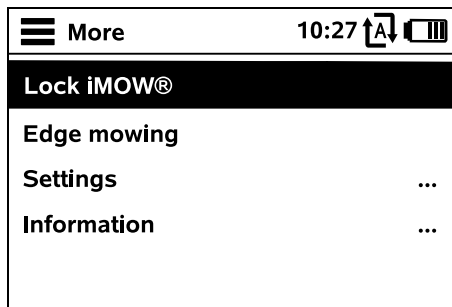 More 10:27 A
Lock iMOW®
Edge mowing
Settings ...
Information ...